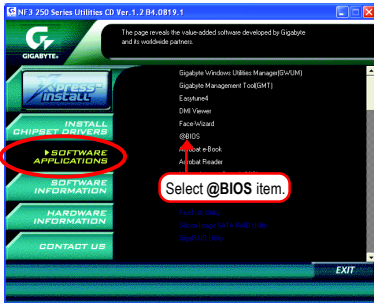 NF3 250 Series Utilities CD Ver.1.2 B4.0819.1
GIGABYTE
The page reveals the value-added software developed by Gigabyte
and its worldwide partners.
Xpress
INSTALL
INSTALL
CHIPSET DRIVERS
SOFTWARE
APPLICATIONS
SOFTWARE
INFORMATION
HARDWARE
INFORMATION
CONTACT US
Gigabyte Windows Utilities Manager(GWUM)
Gigabyte Management Tool(GMT)
Easytune4
DMI Viewer
Face-Wizard
@BIOS
Acrobat e-Book
Acrobat Reader
Select @BIOS item.
EXIT